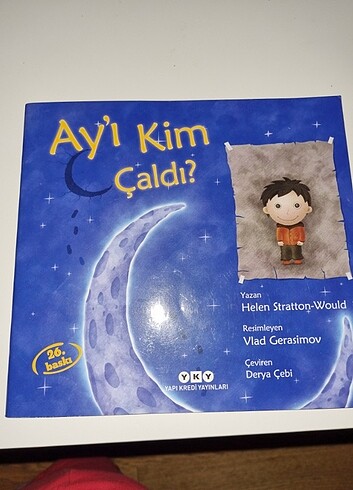 Ay'ı Kim
Çaldı?
Yazan
Helen Stratton-Would
Resimleyen
Vlad Gerasimov
Çeviren
Derya Çebi
26.
baskı
YKY
YAPI KREDİ YAYINLARI